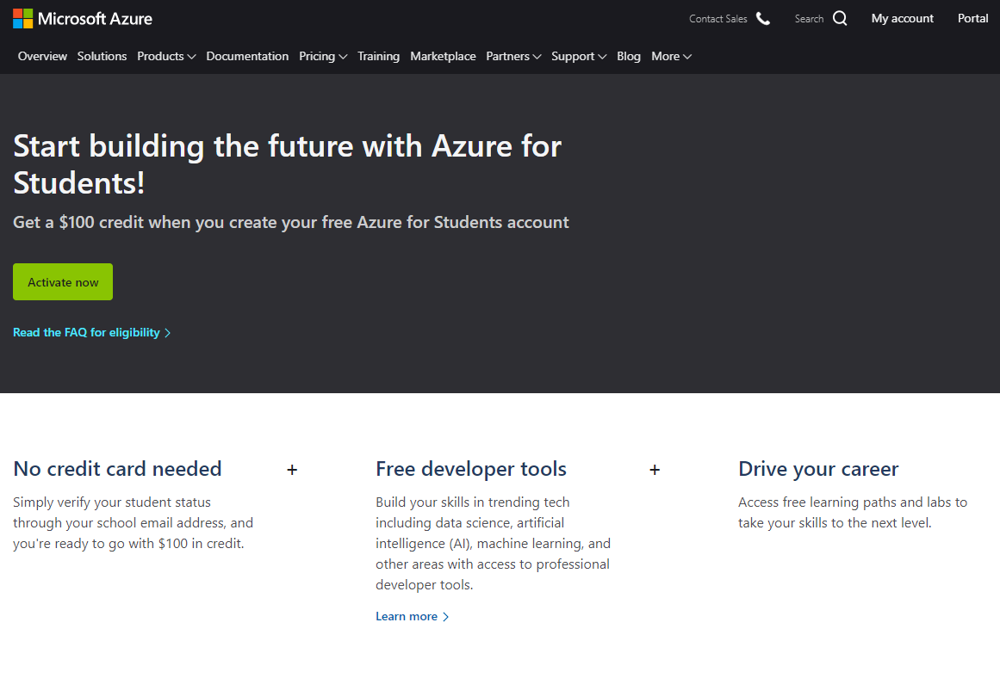 Microsoft Azure
Contact Sales
Search
My account
Portal
Overview Solutions Products Documentation Pricing Training Marketplace Partners Support Blog More
Start building the future with Azure for
Students!
Get a $100 credit when you create your free Azure for Students account
Activate now
Read the FAQ for eligibility
No credit card needed
+
Simply verify your student status
through your school email address, and
you're ready to go with $100 in credit.
Free developer tools
+
Build your skills in trending tech
including data science, artificial
intelligence (AI), machine learning, and
other areas with access to professional
developer tools.
Learn more
Drive your career
Access free learning paths and labs to
take your skills to the next level.